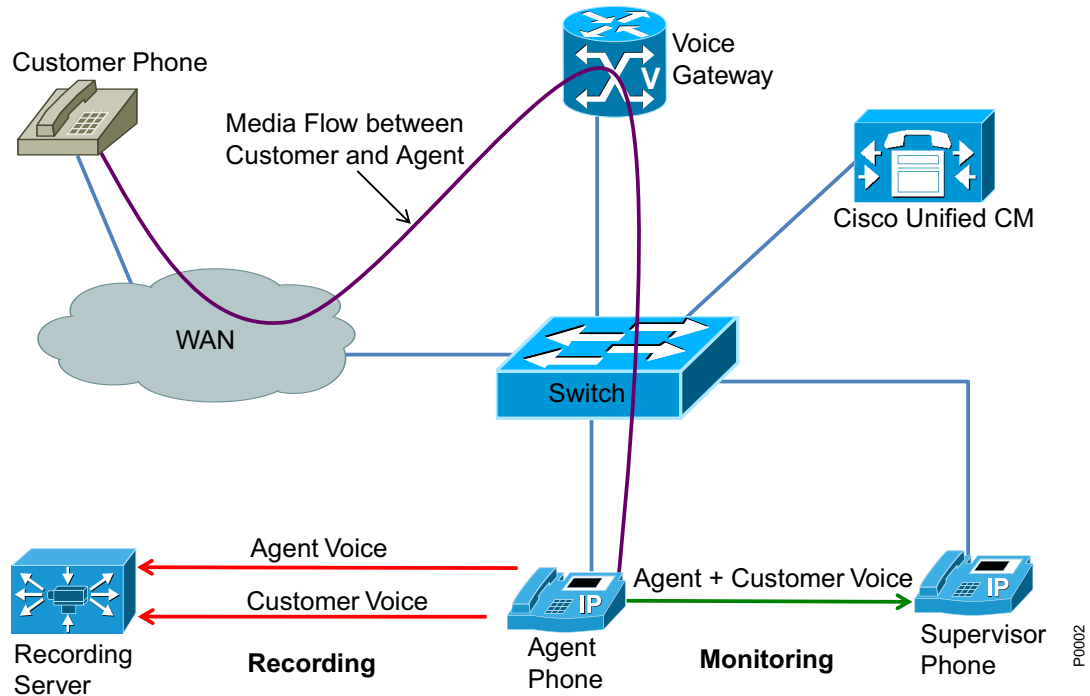 Customer Phone
Voice
Gateway
V
Media Flow between
Customer and Agent
Cisco Unified CM
WAN
Switch
Agent Voice
Agent + Customer Voice
Customer Voice
IP
IP
Recording
Server
Recording
Agent
Phone
Monitoring
Supervisor
Phone
P0002